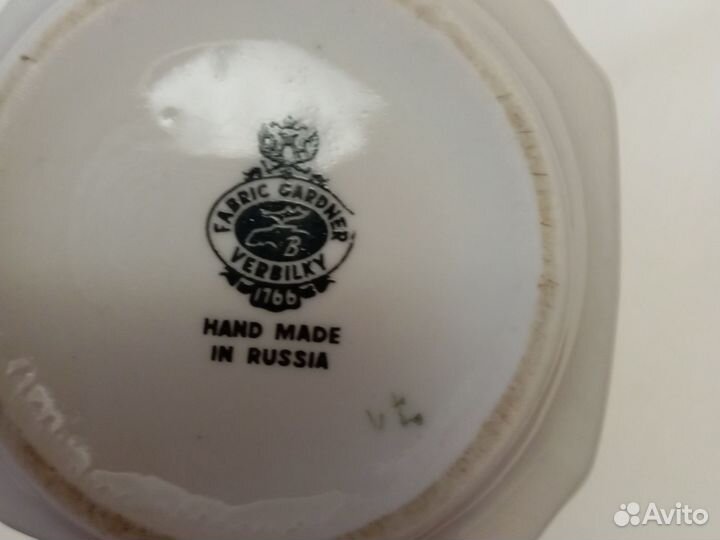 FABRIC GARDNER
B
VERBILKY
1766
HAND MADE
IN RUSSIA
Avito